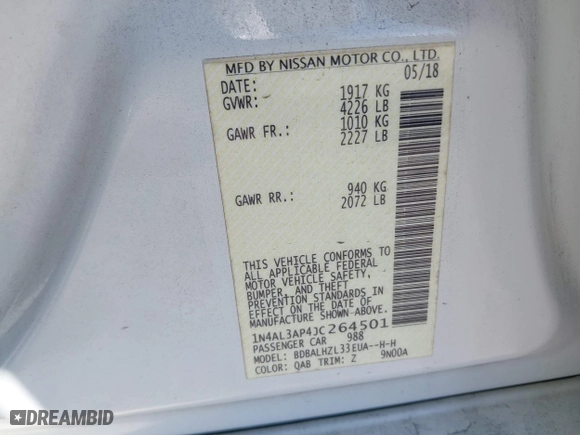 MFD BY NISSAN MOTOR CO., LTD.
DATE: 05/18
GVWR: 1917 KG
4226 LB
GAWR FR.: 1010 KG
2227 LB
GAWR RR.: 940 KG
2072 LB
THIS VEHICLE CONFORMS TO
ALL APPLICABLE FEDERAL
MOTOR VEHICLE SAFETY,
BUMPER, AND THEFT
PREVENTION STANDARDS IN
EFFECT ON THE DATE OF
MANUFACTURE SHOWN ABOVE.
1N4AL3AP4JC264501
PASSENGER CAR 988
MODEL: BDBALHZL33EUA--H-H
COLOR: QAB TRIM: Z 9N00A
DREAMBID